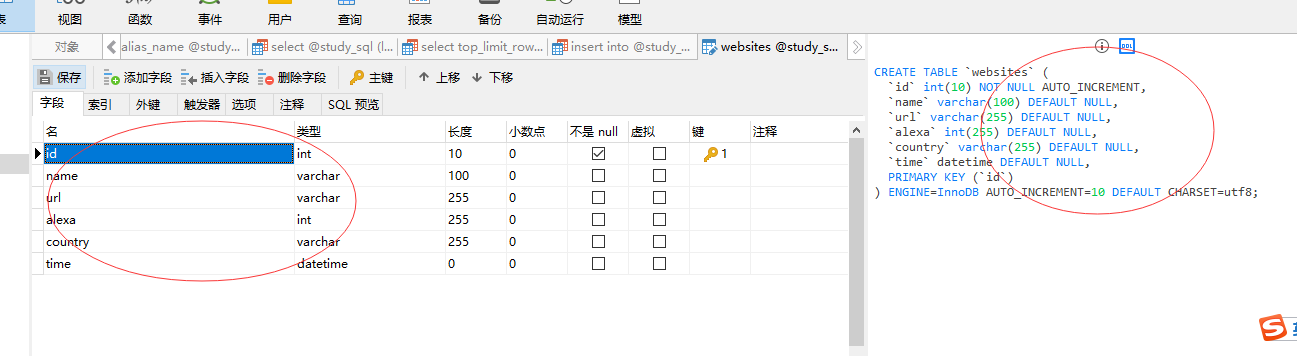 表 视图 函数 事件 用户 查询 报表 备份 自动运行 模型
对象 alias_name @study... select @study_sql (l... select top_limit_row... insert into @study_... websites @study_s...
保存 添加字段 插入字段 删除字段 主键 上移 下移
字段 索引 外键 触发器 选项 注释 SQL 预览
名 类型 长度 小数点 不是 null 虚拟 键 注释
id int 10 0 1
name varchar 100 0
url varchar 255 0
alexa int 255 0
country varchar 255 0
time datetime 0 0
DDL
CREATE TABLE `websites` (
`id` int(10) NOT NULL AUTO_INCREMENT,
`name` varchar(100) DEFAULT NULL,
`url` varchar(255) DEFAULT NULL,
`alexa` int(255) DEFAULT NULL,
`country` varchar(255) DEFAULT NULL,
`time` datetime DEFAULT NULL,
PRIMARY KEY (`id`)
) ENGINE=InnoDB AUTO_INCREMENT=10 DEFAULT CHARSET=utf8;